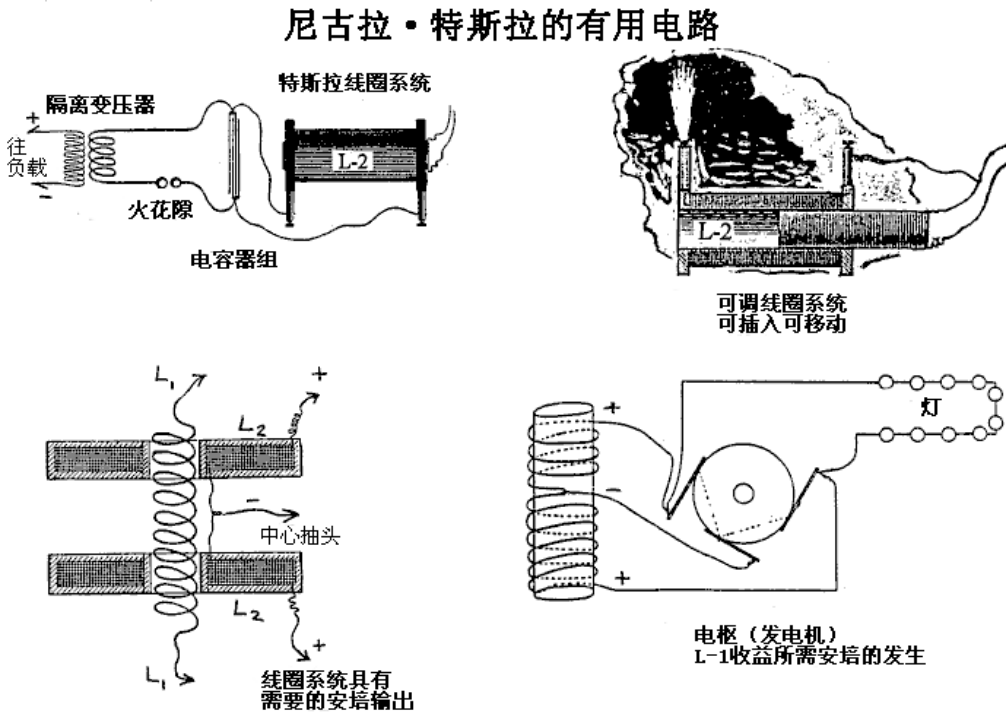 尼古拉·特斯拉的有用电路
隔离变压器
特斯拉线圈系统
+
往
负载
-
L-2
火花隙
电容器组
L-2
可调线圈系统
可插入可移动
L₁
+
L₂
-
中心抽头
L₂
+
L₁
线圈系统具有
需要的安培输出
+
灯
-
+
电枢（发电机）
L-1收益所需安培的发生